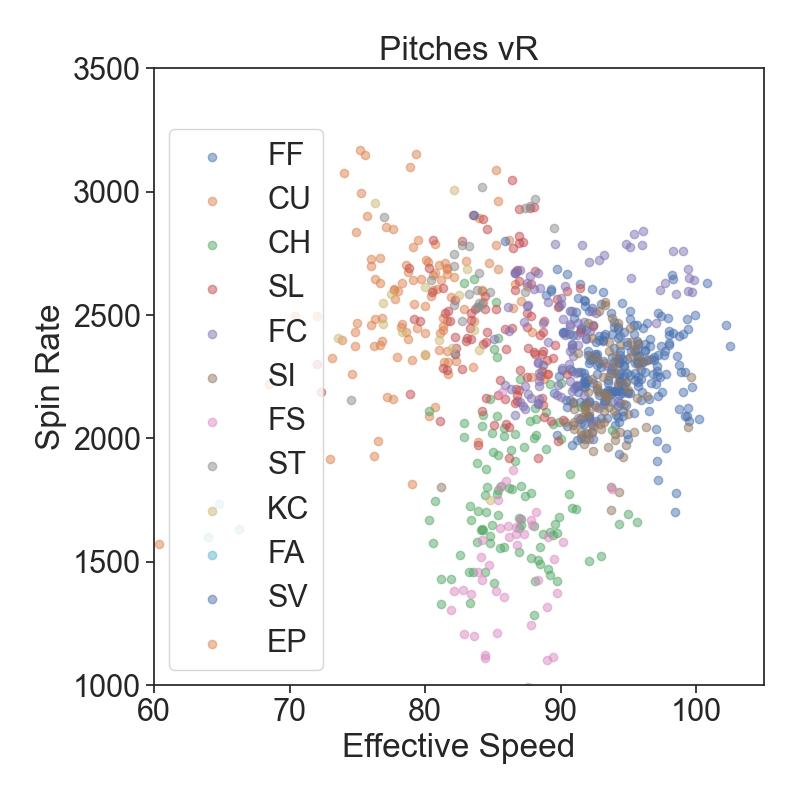 Pitches vR
3500
3000
2500
2000
1500
1000
Spin Rate
FF
CU
CH
SL
FC
SI
FS
ST
KC
FA
SV
EP
60 70 80 90 100
Effective Speed